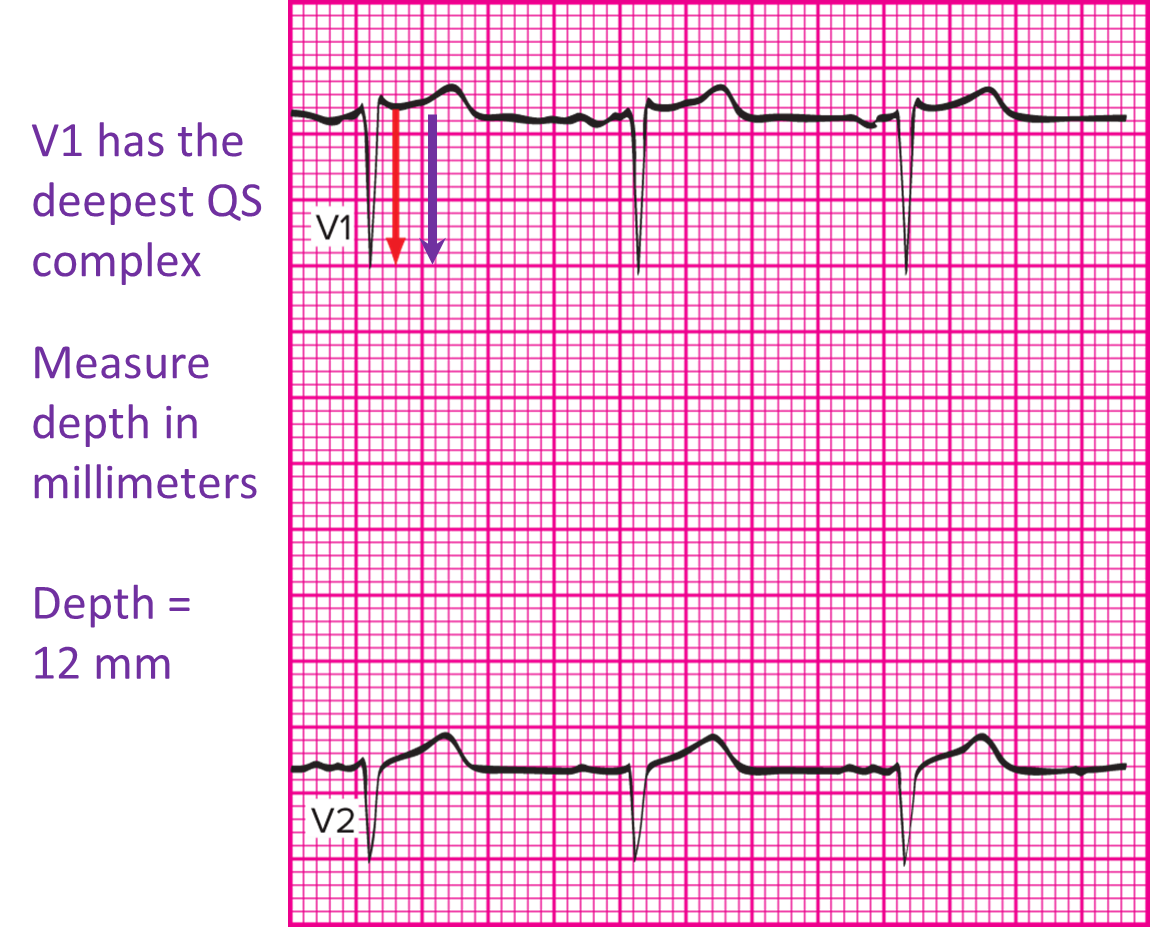 V1 has the
deepest QS
complex
Measure
depth in
millimeters
Depth =
12 mm
V1
V2